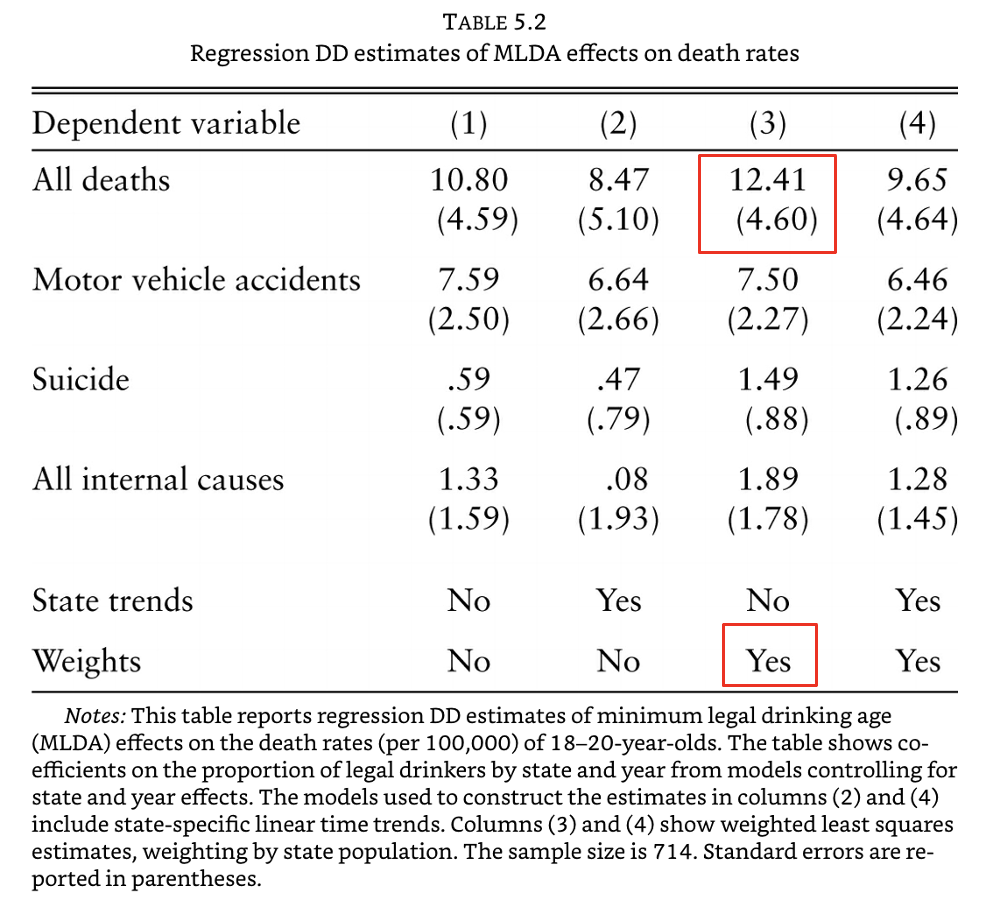 TABLE 5.2
Regression DD estimates of MLDA effects on death rates
Dependent variable (1) (2) (3) (4)
All deaths 10.80 8.47 12.41 9.65
(4.59) (5.10) (4.60) (4.64)
Motor vehicle accidents 7.59 6.64 7.50 6.46
(2.50) (2.66) (2.27) (2.24)
Suicide .59 .47 1.49 1.26
(.59) (.79) (.88) (.89)
All internal causes 1.33 .08 1.89 1.28
(1.59) (1.93) (1.78) (1.45)
State trends No Yes No Yes
Weights No No Yes Yes
Notes: This table reports regression DD estimates of minimum legal drinking age
(MLDA) effects on the death rates (per 100,000) of 18–20-year-olds. The table shows co-
efficients on the proportion of legal drinkers by state and year from models controlling for
state and year effects. The models used to construct the estimates in columns (2) and (4)
include state-specific linear time trends. Columns (3) and (4) show weighted least squares
estimates, weighting by state population. The sample size is 714. Standard errors are re-
ported in parentheses.